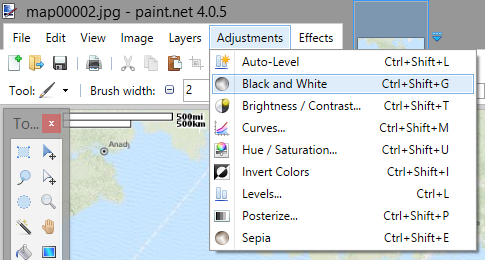 map00002.jpg - paint.net 4.0.5
File Edit View Image Layers Adjustments Effects
Tool: Brush width: 2
Auto-Level Ctrl+Shift+L
Black and White Ctrl+Shift+G
Brightness / Contrast... Ctrl+Shift+T
Curves... Ctrl+Shift+M
Hue / Saturation... Ctrl+Shift+U
Invert Colors Ctrl+Shift+I
Levels... Ctrl+L
Posterize... Ctrl+Shift+P
Sepia Ctrl+Shift+E
To... x
500mi
500km
Anady